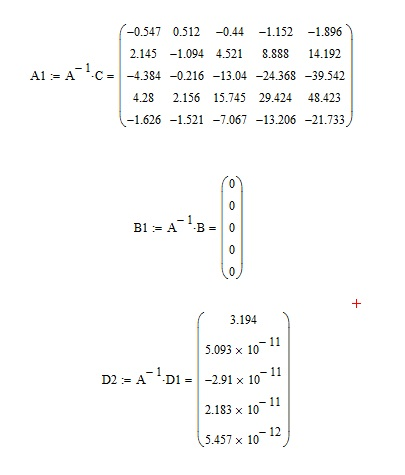 −0.547 0.512 −0.44 −1.152 −1.896
2.145 −1.094 4.521 8.888 14.192
A1 := A⁻¹·C = −4.384 −0.216 −13.04 −24.368 −39.542
4.28 2.156 15.745 29.424 48.423
−1.626 −1.521 −7.067 −13.206 −21.733
0
0
B1 := A⁻¹·B = 0
0
0
3.194
5.093 × 10⁻¹¹
D2 := A⁻¹·D1 = −2.91 × 10⁻¹¹
2.183 × 10⁻¹¹
5.457 × 10⁻¹²